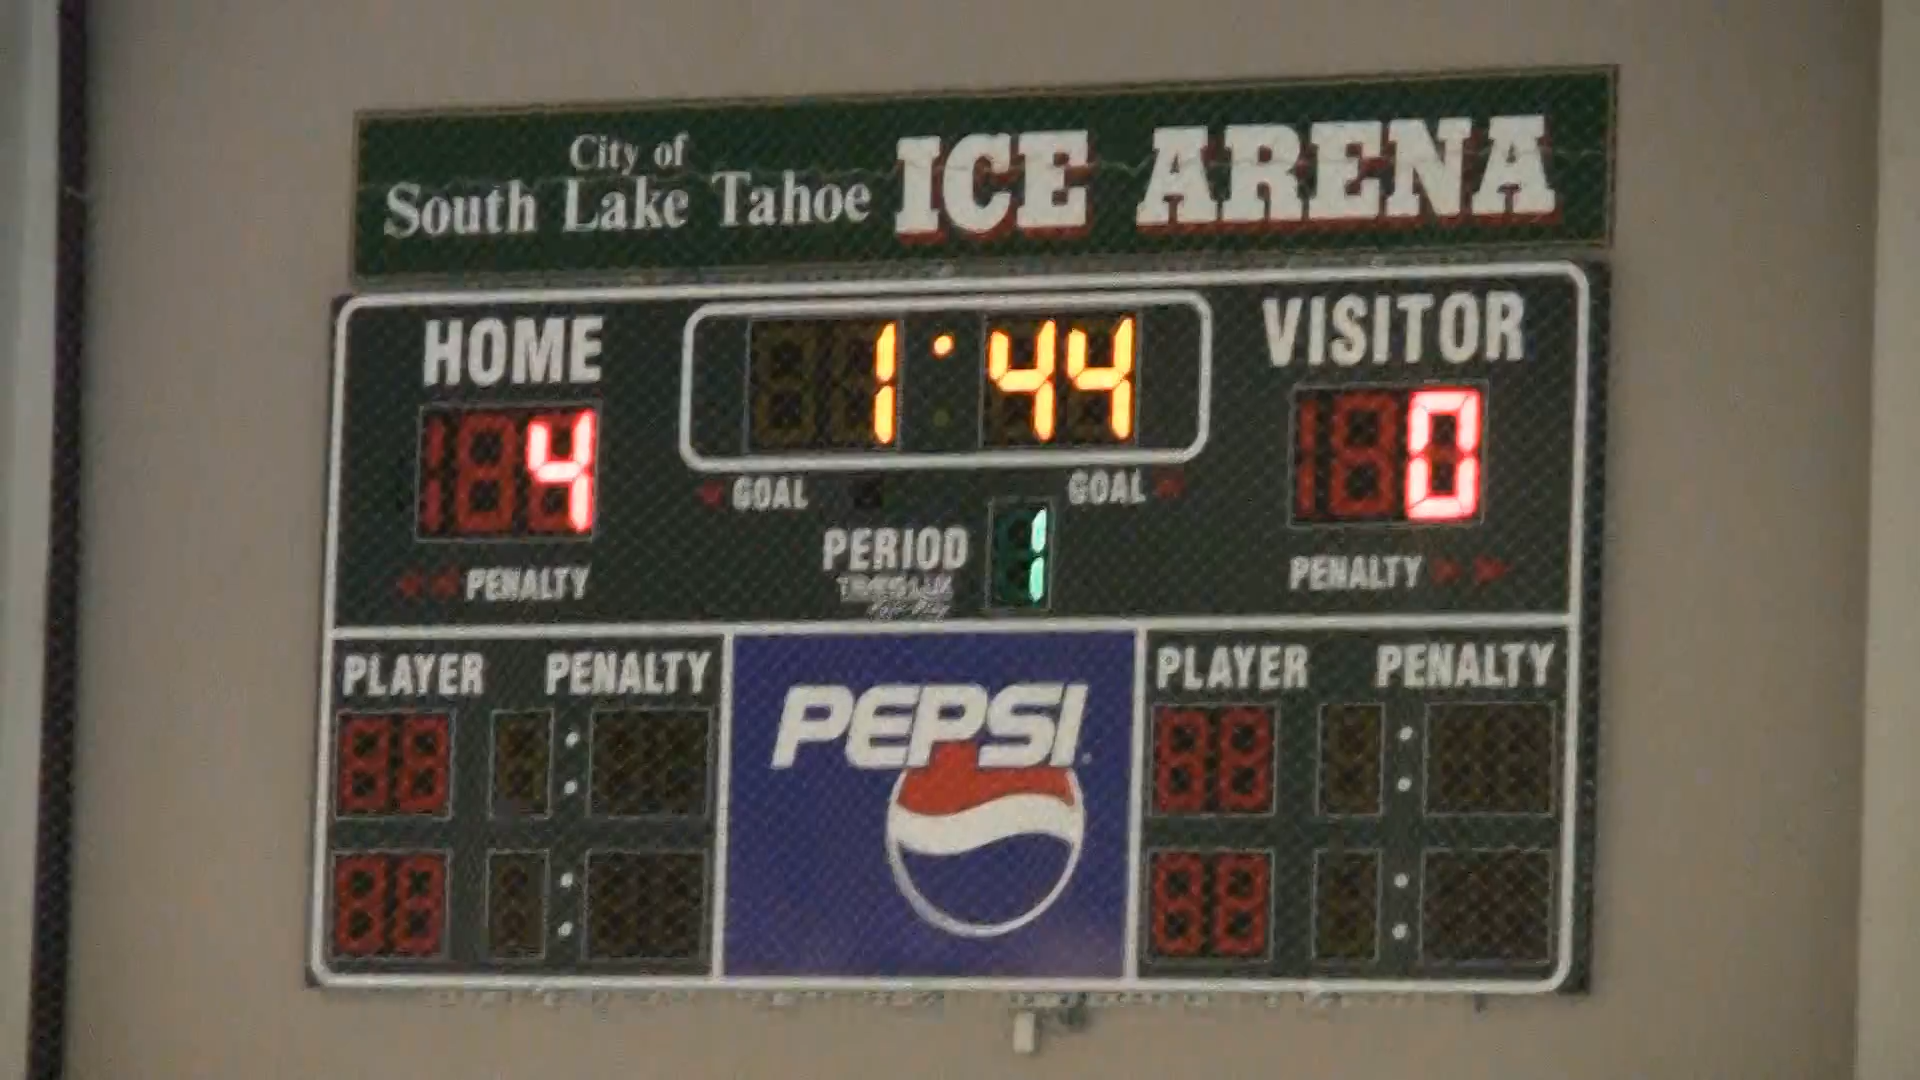 City of
South Lake Tahoe ICE ARENA
HOME 1:44 VISITOR
4 0
GOAL GOAL
PERIOD 1
PENALTY PENALTY
PLAYER PENALTY PLAYER PENALTY
PEPSI